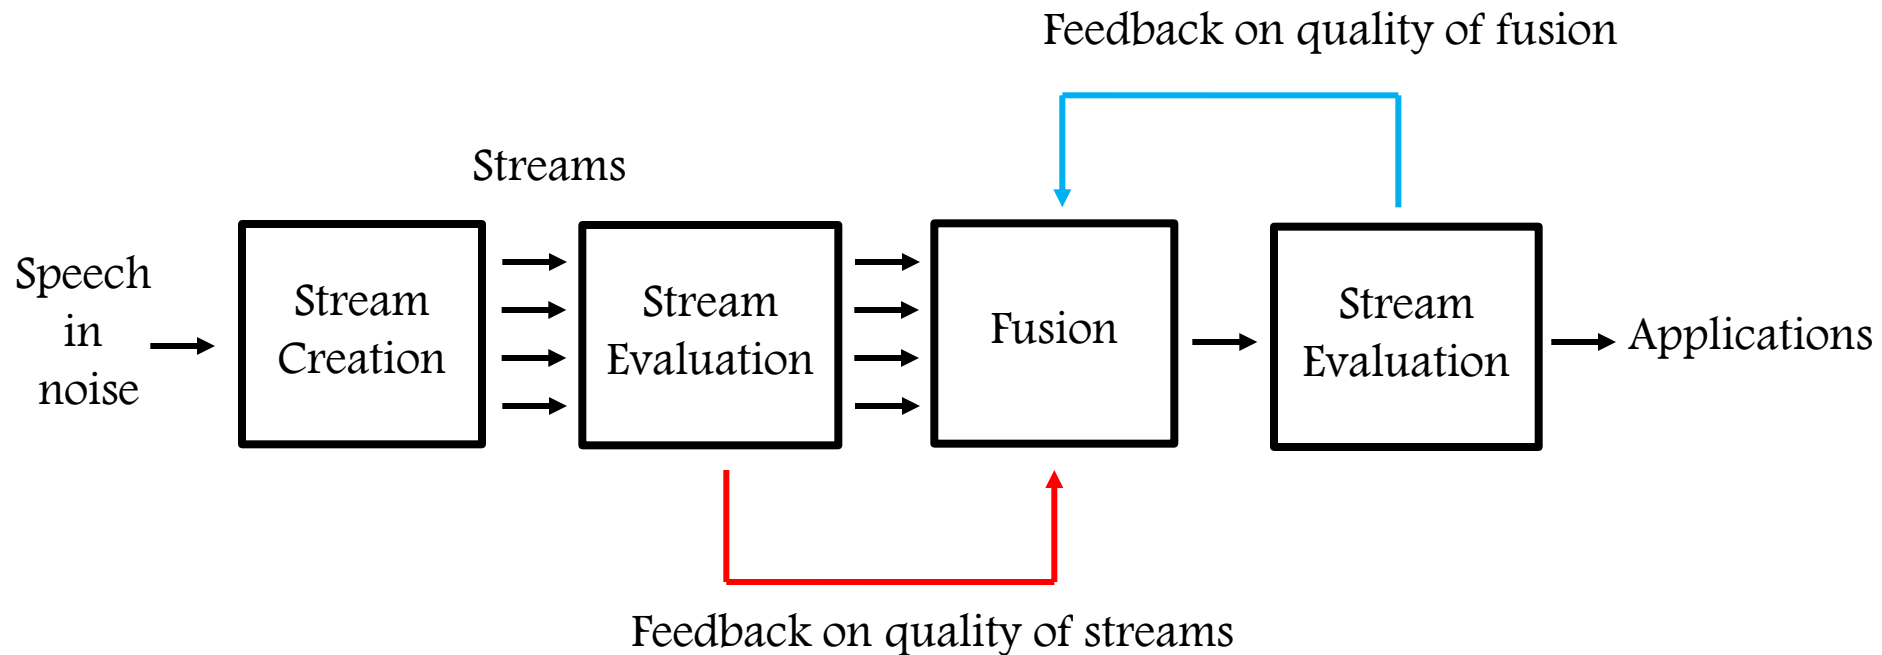 Feedback on quality of fusion
Streams
Speech
in
noise
Stream
Creation
Stream
Evaluation
Fusion
Stream
Evaluation
Applications
Feedback on quality of streams